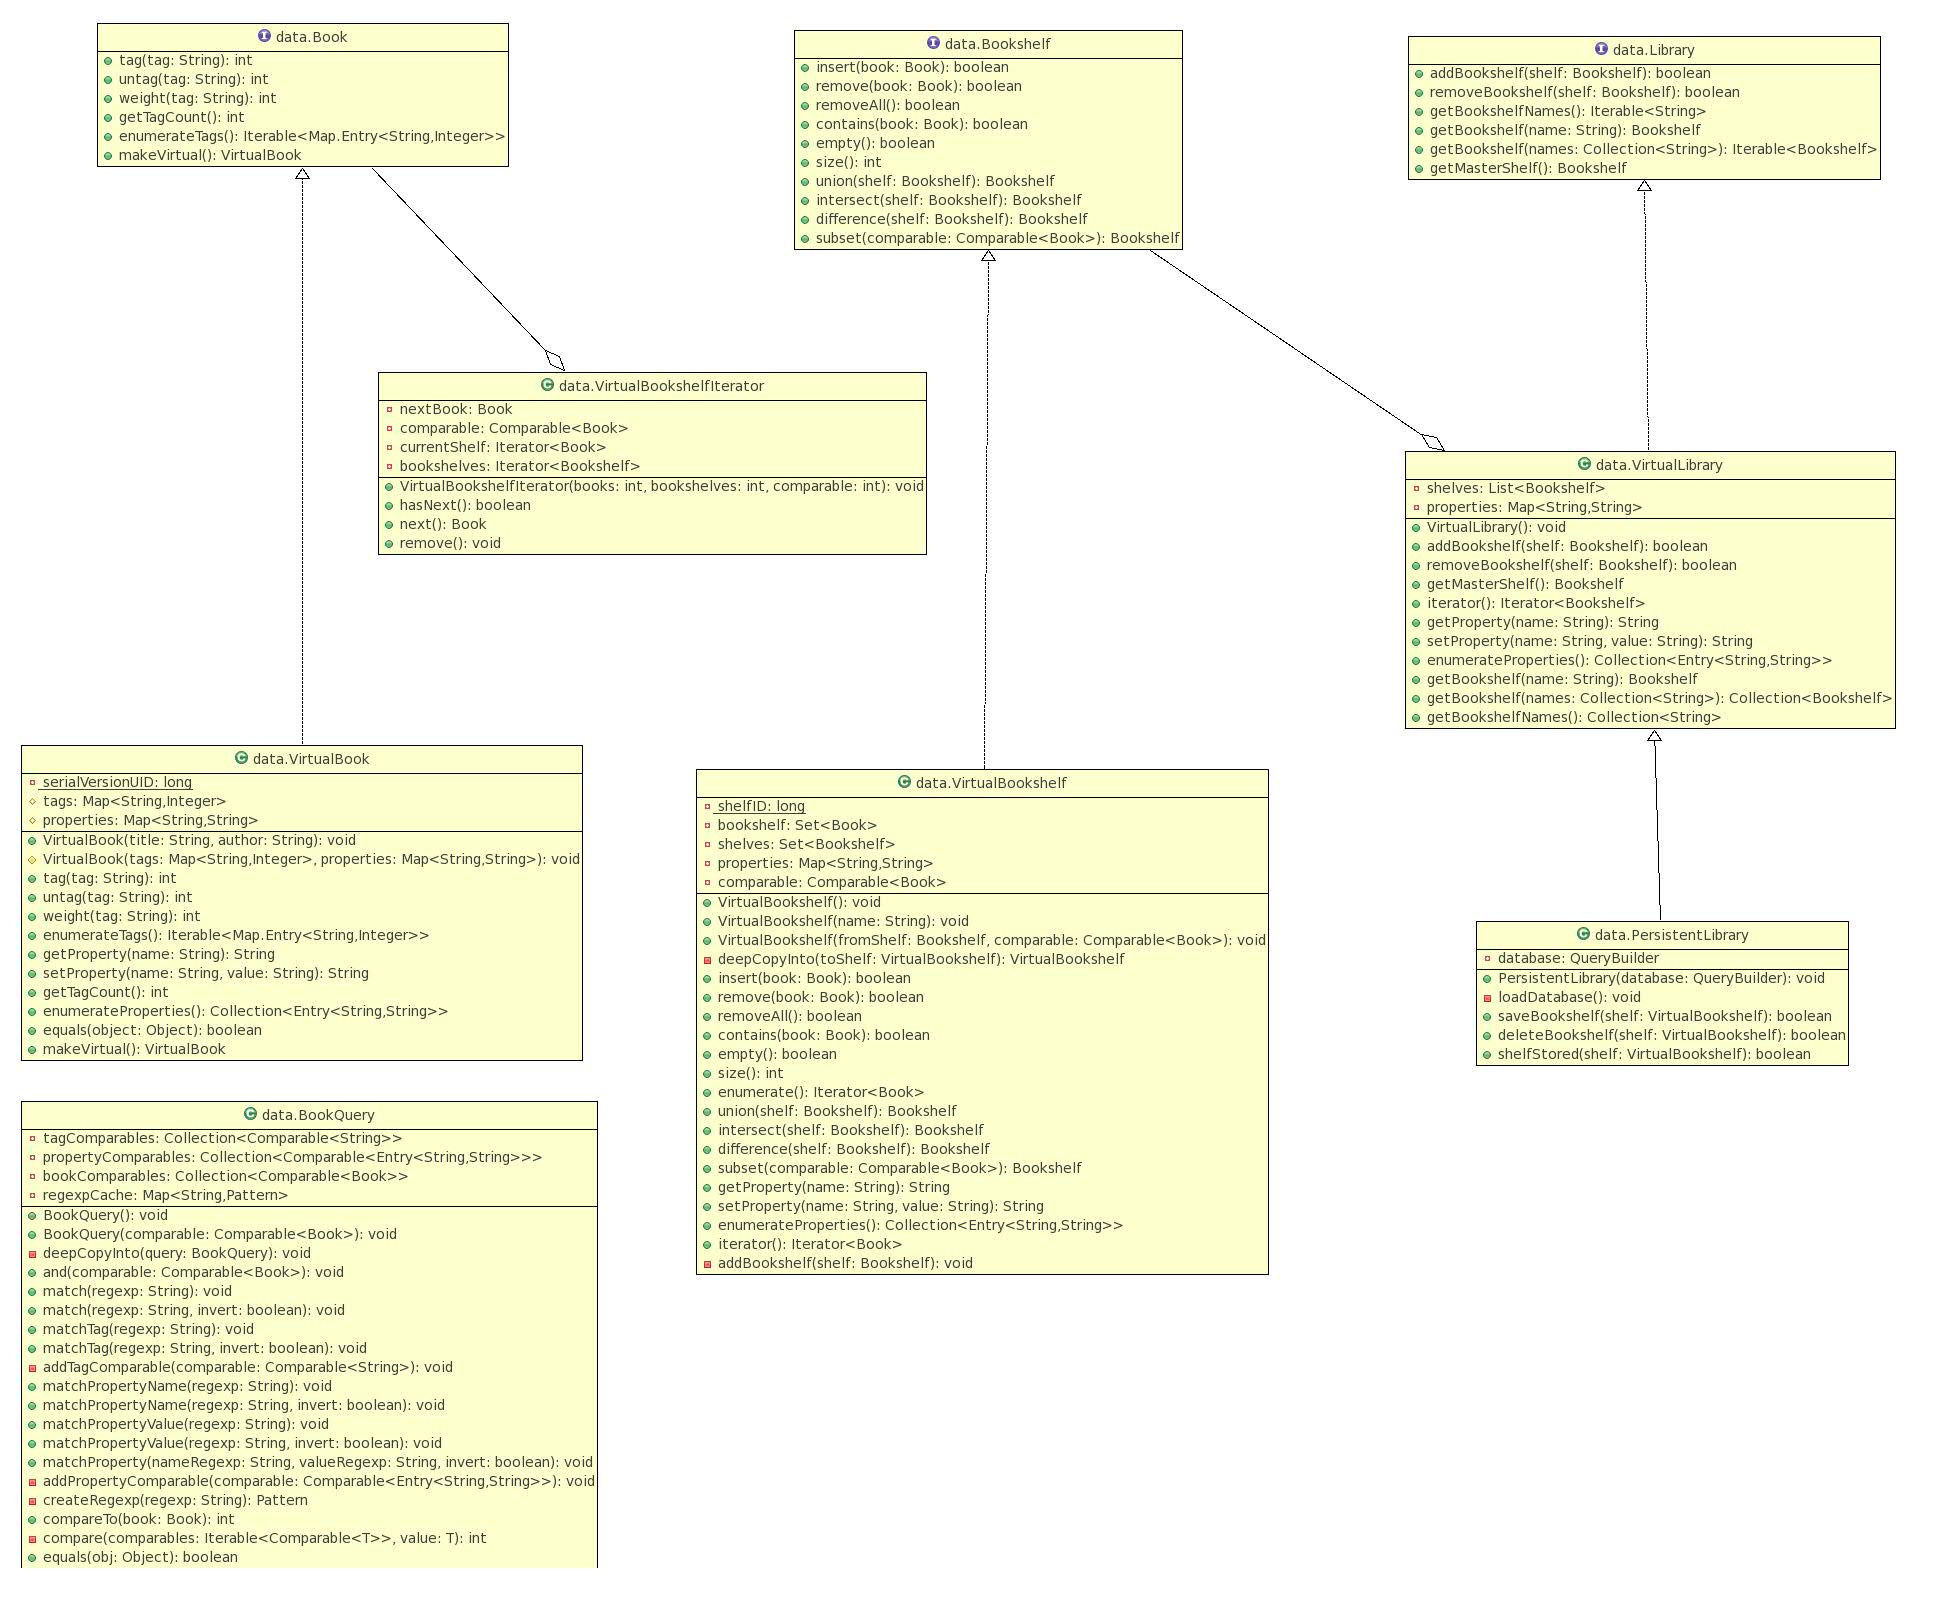 data.Book
tag(tag: String): int
untag(tag: String): int
weight(tag: String): int
getTagCount(): int
enumerateTags(): Iterable<Map.Entry<String,Integer>>
makeVirtual(): VirtualBook
data.Bookshelf
insert(book: Book): boolean
remove(book: Book): boolean
removeAll(): boolean
contains(book: Book): boolean
empty(): boolean
size(): int
union(shelf: Bookshelf): Bookshelf
intersect(shelf: Bookshelf): Bookshelf
difference(shelf: Bookshelf): Bookshelf
subset(comparable: Comparable<Book>): Bookshelf
data.Library
addBookshelf(shelf: Bookshelf): boolean
removeBookshelf(shelf: Bookshelf): boolean
getBookshelfNames(): Iterable<String>
getBookshelf(name: String): Bookshelf
getBookshelf(names: Collection<String>): Iterable<Bookshelf>
getMasterShelf(): Bookshelf
data.VirtualBookshelfIterator
nextBook: Book
comparable: Comparable<Book>
currentShelf: Iterator<Book>
bookshelves: Iterator<Bookshelf>
VirtualBookshelfIterator(books: int, bookshelves: int, comparable: int): void
hasNext(): boolean
next(): Book
remove(): void
data.VirtualLibrary
shelves: List<Bookshelf>
properties: Map<String,String>
VirtualLibrary(): void
addBookshelf(shelf: Bookshelf): boolean
removeBookshelf(shelf: Bookshelf): boolean
getMasterShelf(): Bookshelf
iterator(): Iterator<Bookshelf>
getProperty(name: String): String
setProperty(name: String, value: String): String
enumerateProperties(): Collection<Entry<String,String>>
getBookshelf(name: String): Bookshelf
getBookshelf(names: Collection<String>): Collection<Bookshelf>
getBookshelfNames(): Collection<String>
data.VirtualBook
serialVersionUID: long
tags: Map<String,Integer>
properties: Map<String,String>
VirtualBook(title: String, author: String): void
VirtualBook(tags: Map<String,Integer>, properties: Map<String,String>): void
tag(tag: String): int
untag(tag: String): int
weight(tag: String): int
enumerateTags(): Iterable<Map.Entry<String,Integer>>
getProperty(name: String): String
setProperty(name: String, value: String): String
getTagCount(): int
enumerateProperties(): Collection<Entry<String,String>>
equals(object: Object): boolean
makeVirtual(): VirtualBook
data.VirtualBookshelf
shelfID: long
bookshelf: Set<Book>
shelves: Set<Bookshelf>
properties: Map<String,String>
comparable: Comparable<Book>
VirtualBookshelf(): void
VirtualBookshelf(name: String): void
VirtualBookshelf(fromShelf: Bookshelf, comparable: Comparable<Book>): void
deepCopyInto(toShelf: VirtualBookshelf): VirtualBookshelf
insert(book: Book): boolean
remove(book: Book): boolean
removeAll(): boolean
contains(book: Book): boolean
empty(): boolean
size(): int
enumerate(): Iterator<Book>
union(shelf: Bookshelf): Bookshelf
intersect(shelf: Bookshelf): Bookshelf
difference(shelf: Bookshelf): Bookshelf
subset(comparable: Comparable<Book>): Bookshelf
getProperty(name: String): String
setProperty(name: String, value: String): String
enumerateProperties(): Collection<Entry<String,String>>
iterator(): Iterator<Book>
addBookshelf(shelf: Bookshelf): void
data.PersistentLibrary
database: QueryBuilder
PersistentLibrary(database: QueryBuilder): void
loadDatabase(): void
saveBookshelf(shelf: VirtualBookshelf): boolean
deleteBookshelf(shelf: VirtualBookshelf): boolean
shelfStored(shelf: VirtualBookshelf): boolean
data.BookQuery
tagComparables: Collection<Comparable<String>>
propertyComparables: Collection<Comparable<Entry<String,String>>>
bookComparables: Collection<Comparable<Book>>
regexpCache: Map<String,Pattern>
BookQuery(): void
BookQuery(comparable: Comparable<Book>): void
deepCopyInto(query: BookQuery): void
and(comparable: Comparable<Book>): void
match(regexp: String): void
match(regexp: String, invert: boolean): void
matchTag(regexp: String): void
matchTag(regexp: String, invert: boolean): void
addTagComparable(comparable: Comparable<String>): void
matchPropertyName(regexp: String): void
matchPropertyName(regexp: String, invert: boolean): void
matchPropertyValue(regexp: String): void
matchPropertyValue(regexp: String, invert: boolean): void
matchProperty(nameRegexp: String, valueRegexp: String, invert: boolean): void
addPropertyComparable(comparable: Comparable<Entry<String,String>>): void
createRegexp(regexp: String): Pattern
compareTo(book: Book): int
compare(comparables: Iterable<Comparable<T>>, value: T): int
equals(obj: Object): boolean